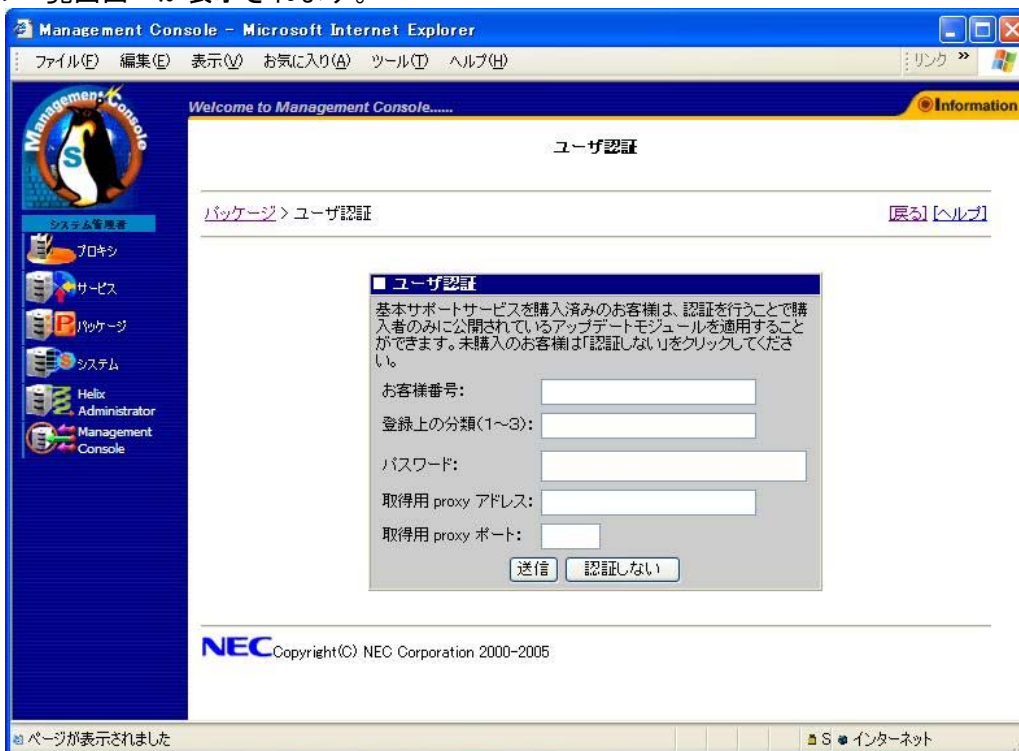 覧画面 が表示されます。
Management Console - Microsoft Internet Explorer
ファイル(F) 編集(E) 表示(V) お気に入り(A) ツール(T) ヘルプ(H)
リンク »
Management Console
S
Welcome to Management Console......
Information
ユーザ認証
パッケージ > ユーザ認証
[戻る] [ヘルプ]
システム管理者
プロキシ
サービス
パッケージ
システム
Helix
Administrator
Management
Console
■ ユーザ認証
基本サポートサービスを購入済みのお客様は、認証を行うことで購
入者のみに公開されているアップデートモジュールを適用すること
ができます。未購入のお客様は「認証しない」をクリックしてくださ
い。
お客様番号:
登録上の分類(1～3):
パスワード:
取得用 proxy アドレス:
取得用 proxy ポート:
送信 認証しない
NEC Copyright(C) NEC Corporation 2000-2005
ページが表示されました
S インターネット